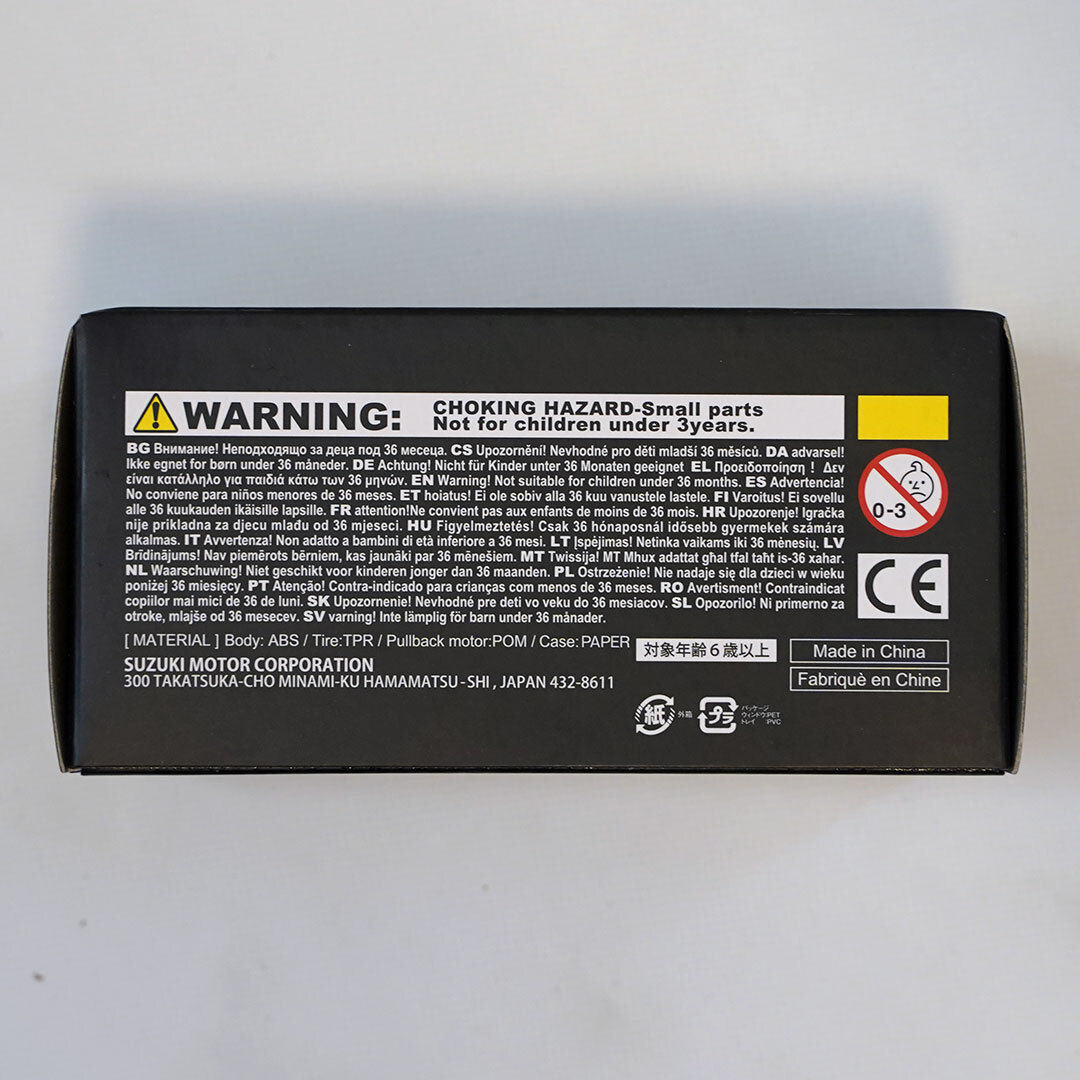 WARNING: CHOKING HAZARD-Small parts
Not for children under 3years.
BG Внимание! Неподходящо за деца под 36 месеца. CS Upozornění! Nevhodné pro děti mladší 36 měsíců. DA advarsel!
Ikke egnet for børn under 36 måneder. DE Achtung! Nicht für Kinder unter 36 Monaten geeignet EL Προειδοποίηση ! Δεν
είναι κατάλληλο για παιδιά κάτω των 36 μηνών. EN Warning! Not suitable for children under 36 months. ES Advertencia!
No conviene para niños menores de 36 meses. ET hoiatus! Ei ole sobiv alla 36 kuu vanustele lastele. FI Varoitus! Ei sovellu
alle 36 kuukauden ikäisille lapsille. FR attention!Ne convient pas aux enfants de moins de 36 mois. HR Upozorenje! Igračka
nije prikladna za djecu mlađu od 36 mjeseci. HU Figyelmeztetés! Csak 36 hónaposnál idősebb gyermekek számára
alkalmas. IT Avvertenza! Non adatto a bambini di età inferiore a 36 mesi. LT Įspėjimas! Netinka vaikams iki 36 mėnesių. LV
Brīdinājums! Nav piemērots bērniem, kas jaunāki par 36 mēnešiem. MT Twissija! MT Mhux adattat għal tfal taħt is-36 xahar.
NL Waarschuwing! Niet geschikt voor kinderen jonger dan 36 maanden. PL Ostrzeżenie! Nie nadaje się dla dzieci w wieku
poniżej 36 miesięcy. PT Atenção! Contra-indicado para crianças com menos de 36 meses. RO Avertisment! Contraindicat
copiilor mai mici de 36 de luni. SK Upozornenie! Nevhodné pre deti vo veku do 36 mesiacov. SL Opozorilo! Ni primerno za
otroke, mlajše od 36 mesecev. SV varning! Inte lämplig för barn under 36 månader.
0-3
CE
[ MATERIAL ] Body: ABS / Tire:TPR / Pullback motor:POM / Case:PAPER
対象年齢6歳以上
Made in China
Fabriquè en Chine
SUZUKI MOTOR CORPORATION
300 TAKATSUKA-CHO MINAMI-KU HAMAMATSU-SHI , JAPAN 432-8611
紙 外箱
プラ パッケージ
ウィンドウ:PET
トレイ :PVC